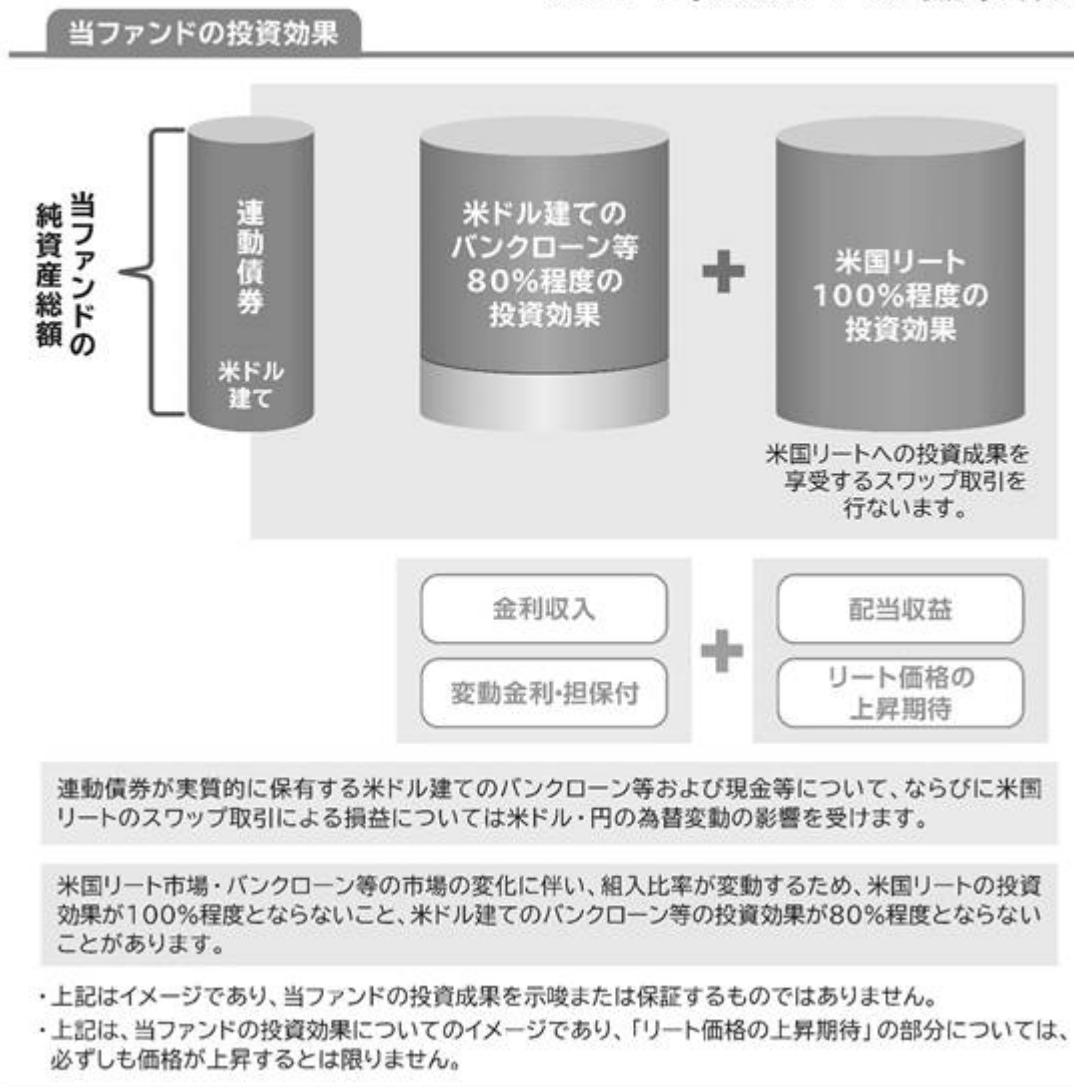 当ファンドの投資効果
当ファンドの
純資産総額
連動債券
米ドル
建て
米ドル建ての
バンクローン等
80%程度の
投資効果
+
米国リート
100%程度の
投資効果
米国リートへの投資成果を
享受するスワップ取引を
行ないます。
金利収入
変動金利・担保付
+
配当収益
リート価格の
上昇期待
連動債券が実質的に保有する米ドル建てのバンクローン等および現金等について、ならびに米国
リートのスワップ取引による損益については米ドル・円の為替変動の影響を受けます。
米国リート市場・バンクローン等の市場の変化に伴い、組入比率が変動するため、米国リートの投資
効果が100%程度とならないこと、米ドル建てのバンクローン等の投資効果が80%程度とならない
ことがあります。
・上記はイメージであり、当ファンドの投資成果を示唆または保証するものではありません。
・上記は、当ファンドの投資効果についてのイメージであり、「リート価格の上昇期待」の部分については、
必ずしも価格が上昇するとは限りません。